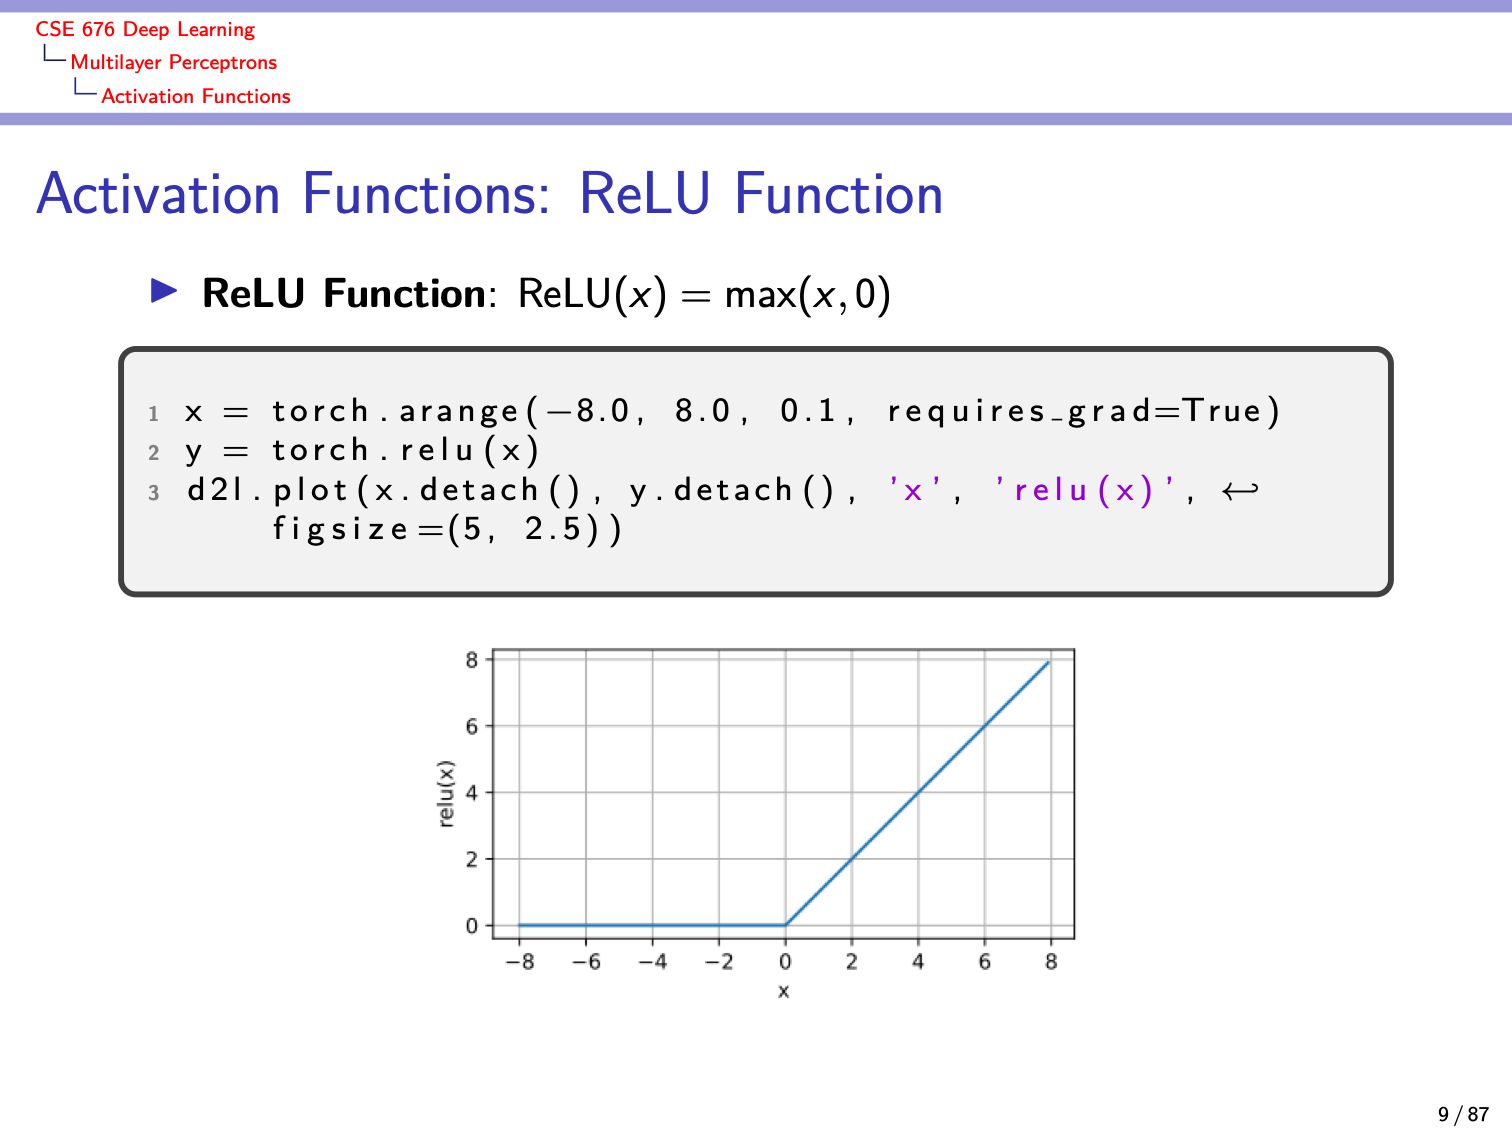 CSE 676 Deep Learning
Multilayer Perceptrons
Activation Functions
Activation Functions: ReLU Function
▶ ReLU Function: ReLU(x) = max(x, 0)
1 x = torch.arange(−8.0, 8.0, 0.1, requires_grad=True)
2 y = torch.relu(x)
3 d2l.plot(x.detach(), y.detach(), 'x', 'relu(x)', ↩
figsize=(5, 2.5))
8
6
4
2
0
relu(x)
−8 −6 −4 −2 0 2 4 6 8
x
9 / 87